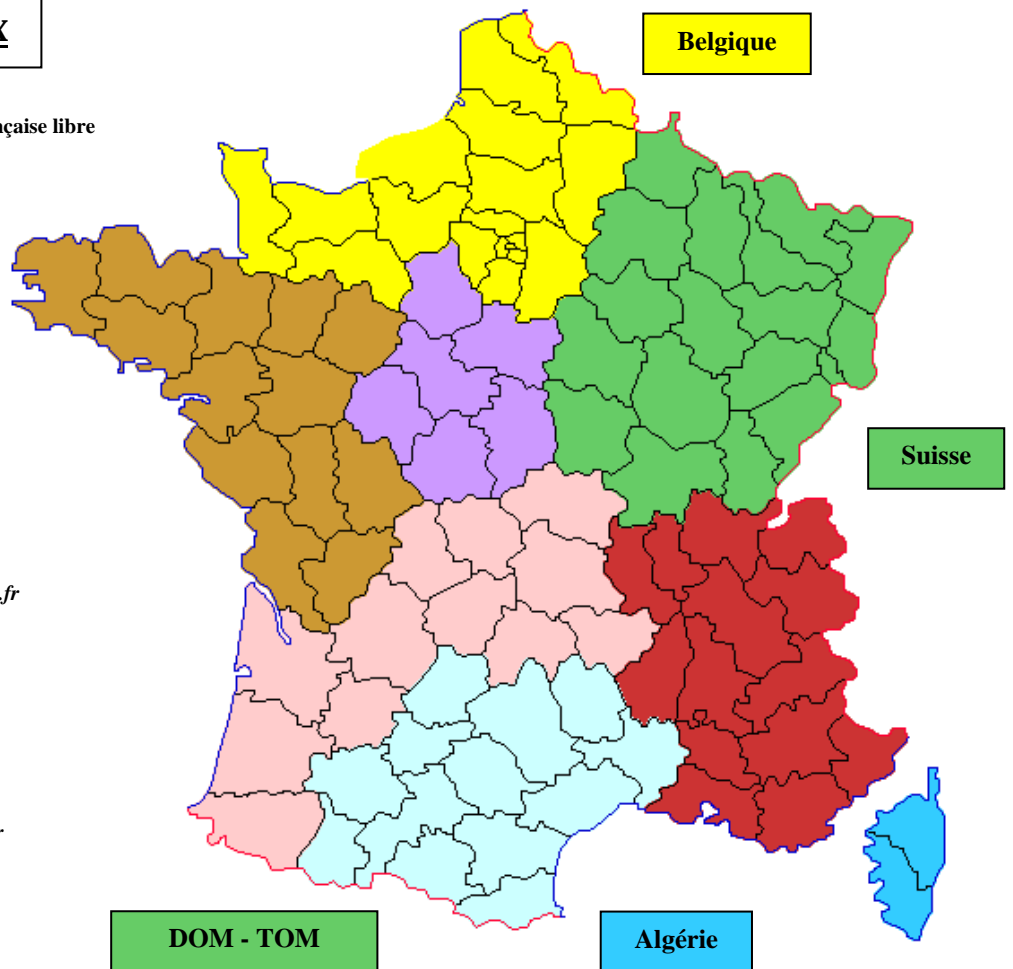 X
Belgique
çaise libre
Suisse
.fr
r
DOM - TOM
Algérie